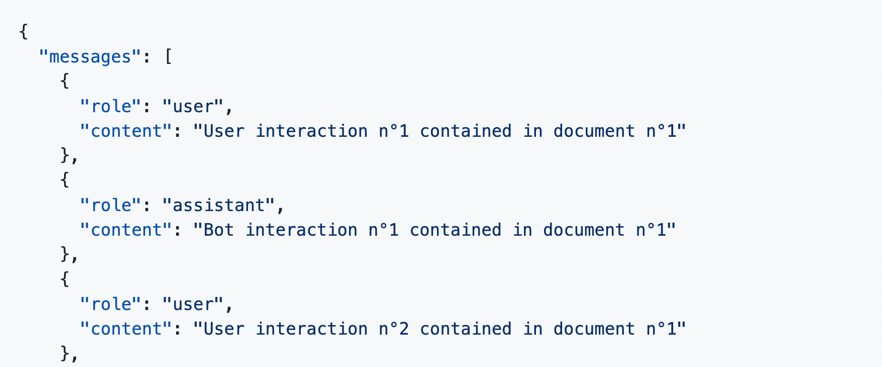 {
  "messages": [
    {
      "role": "user",
      "content": "User interaction n°1 contained in document n°1"
    },
    {
      "role": "assistant",
      "content": "Bot interaction n°1 contained in document n°1"
    },
    {
      "role": "user",
      "content": "User interaction n°2 contained in document n°1"
    },